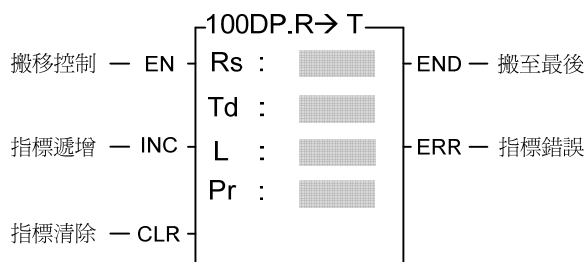 100DP.R→ T
搬移控制 EN Rs : END 搬至最後
Td :
指標遞增 INC L : ERR 指標錯誤
Pr :
指標清除 CLR